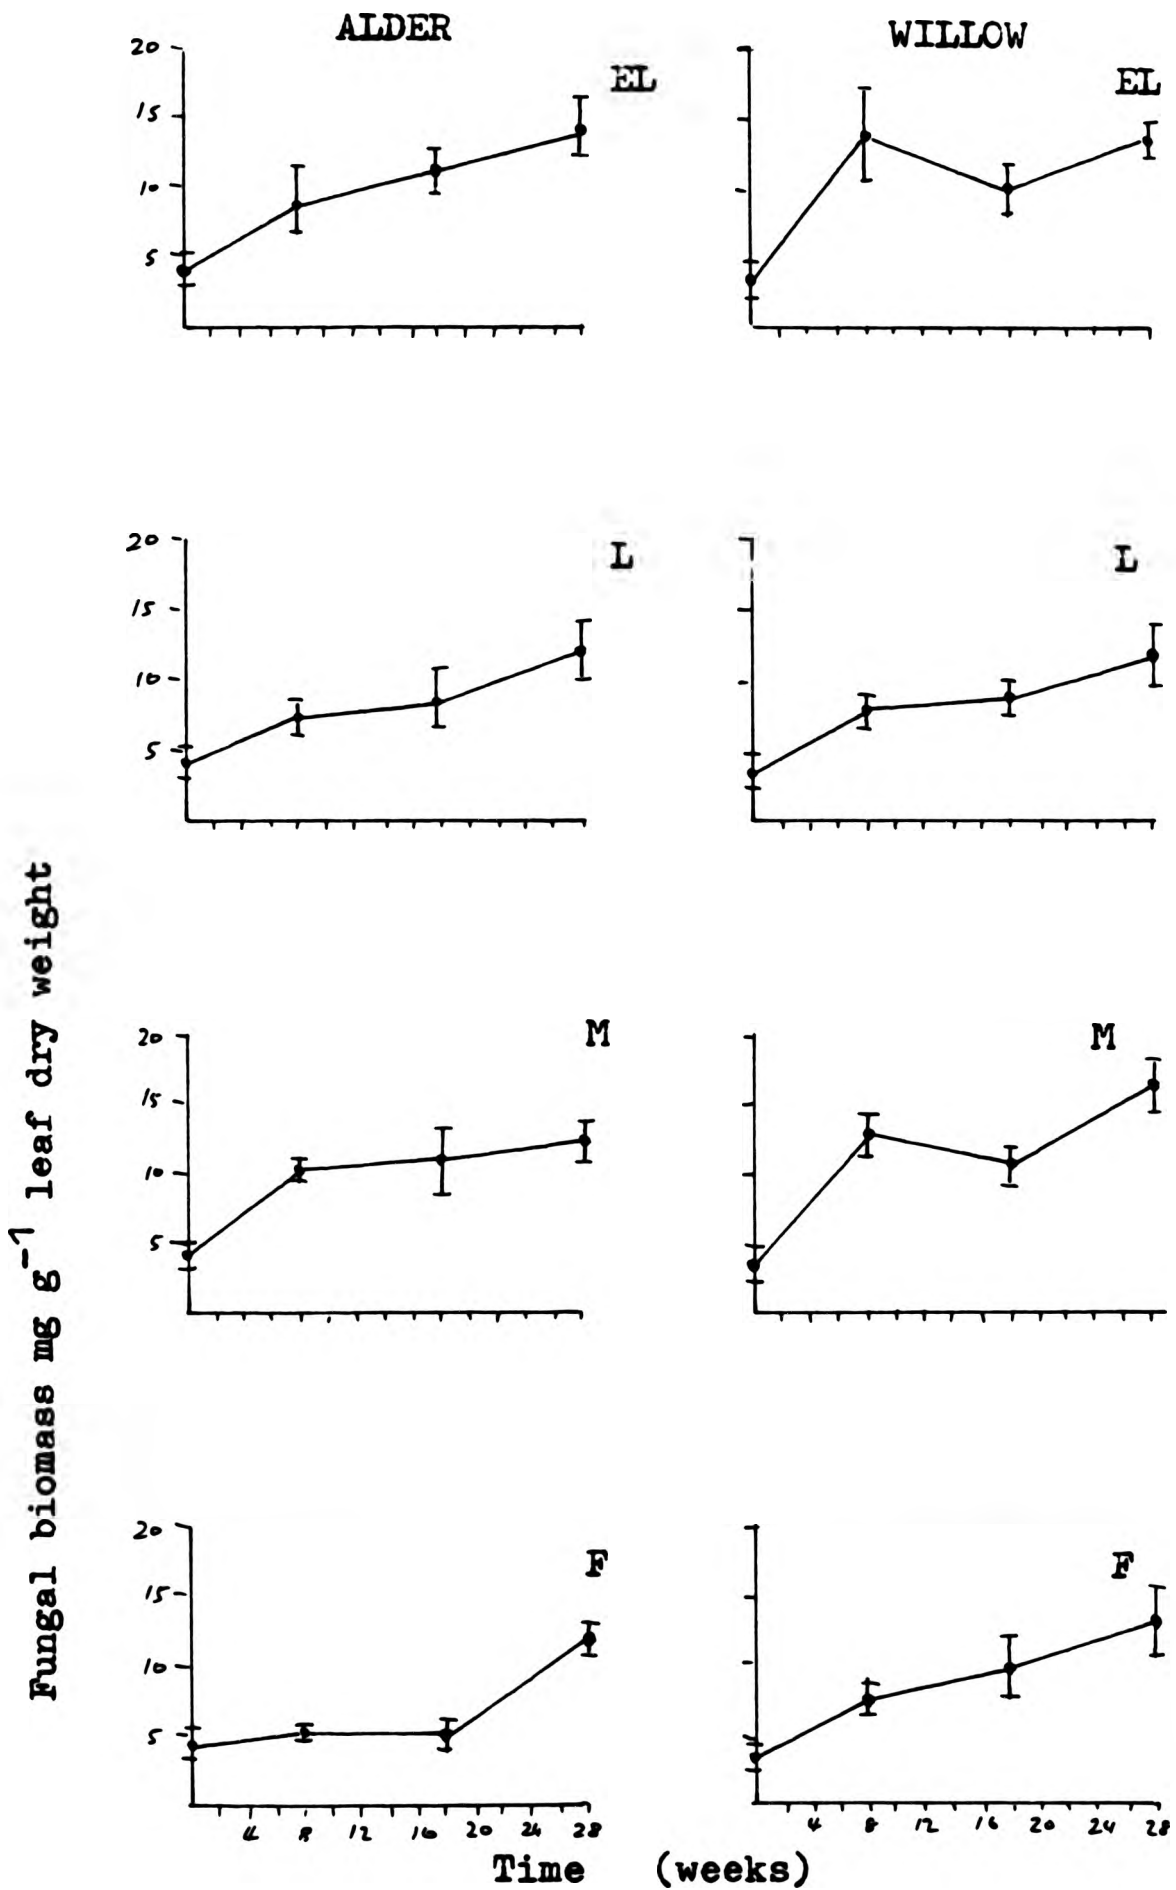 ALDER WILLOW
20 EL EL
15
10
5
20 L L
15
10
5
20 M M
15
10
5
20 F F
15
10
5
4 8 12 16 20 24 28 4 8 12 16 20 24 28
Time (weeks)
Fungal biomass mg g⁻¹ leaf dry weight